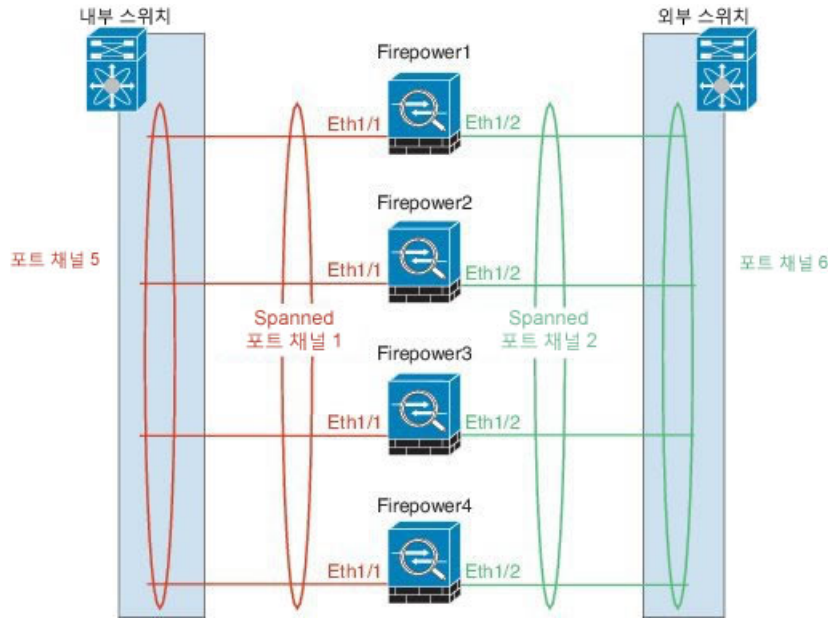 내부 스위치
외부 스위치
Firepower1
Eth1/1
Eth1/2
Firepower2
Eth1/1
Eth1/2
포트 채널 5
포트 채널 6
Spanned
포트 채널 1
Spanned
포트 채널 2
Firepower3
Eth1/1
Eth1/2
Firepower4
Eth1/1
Eth1/2